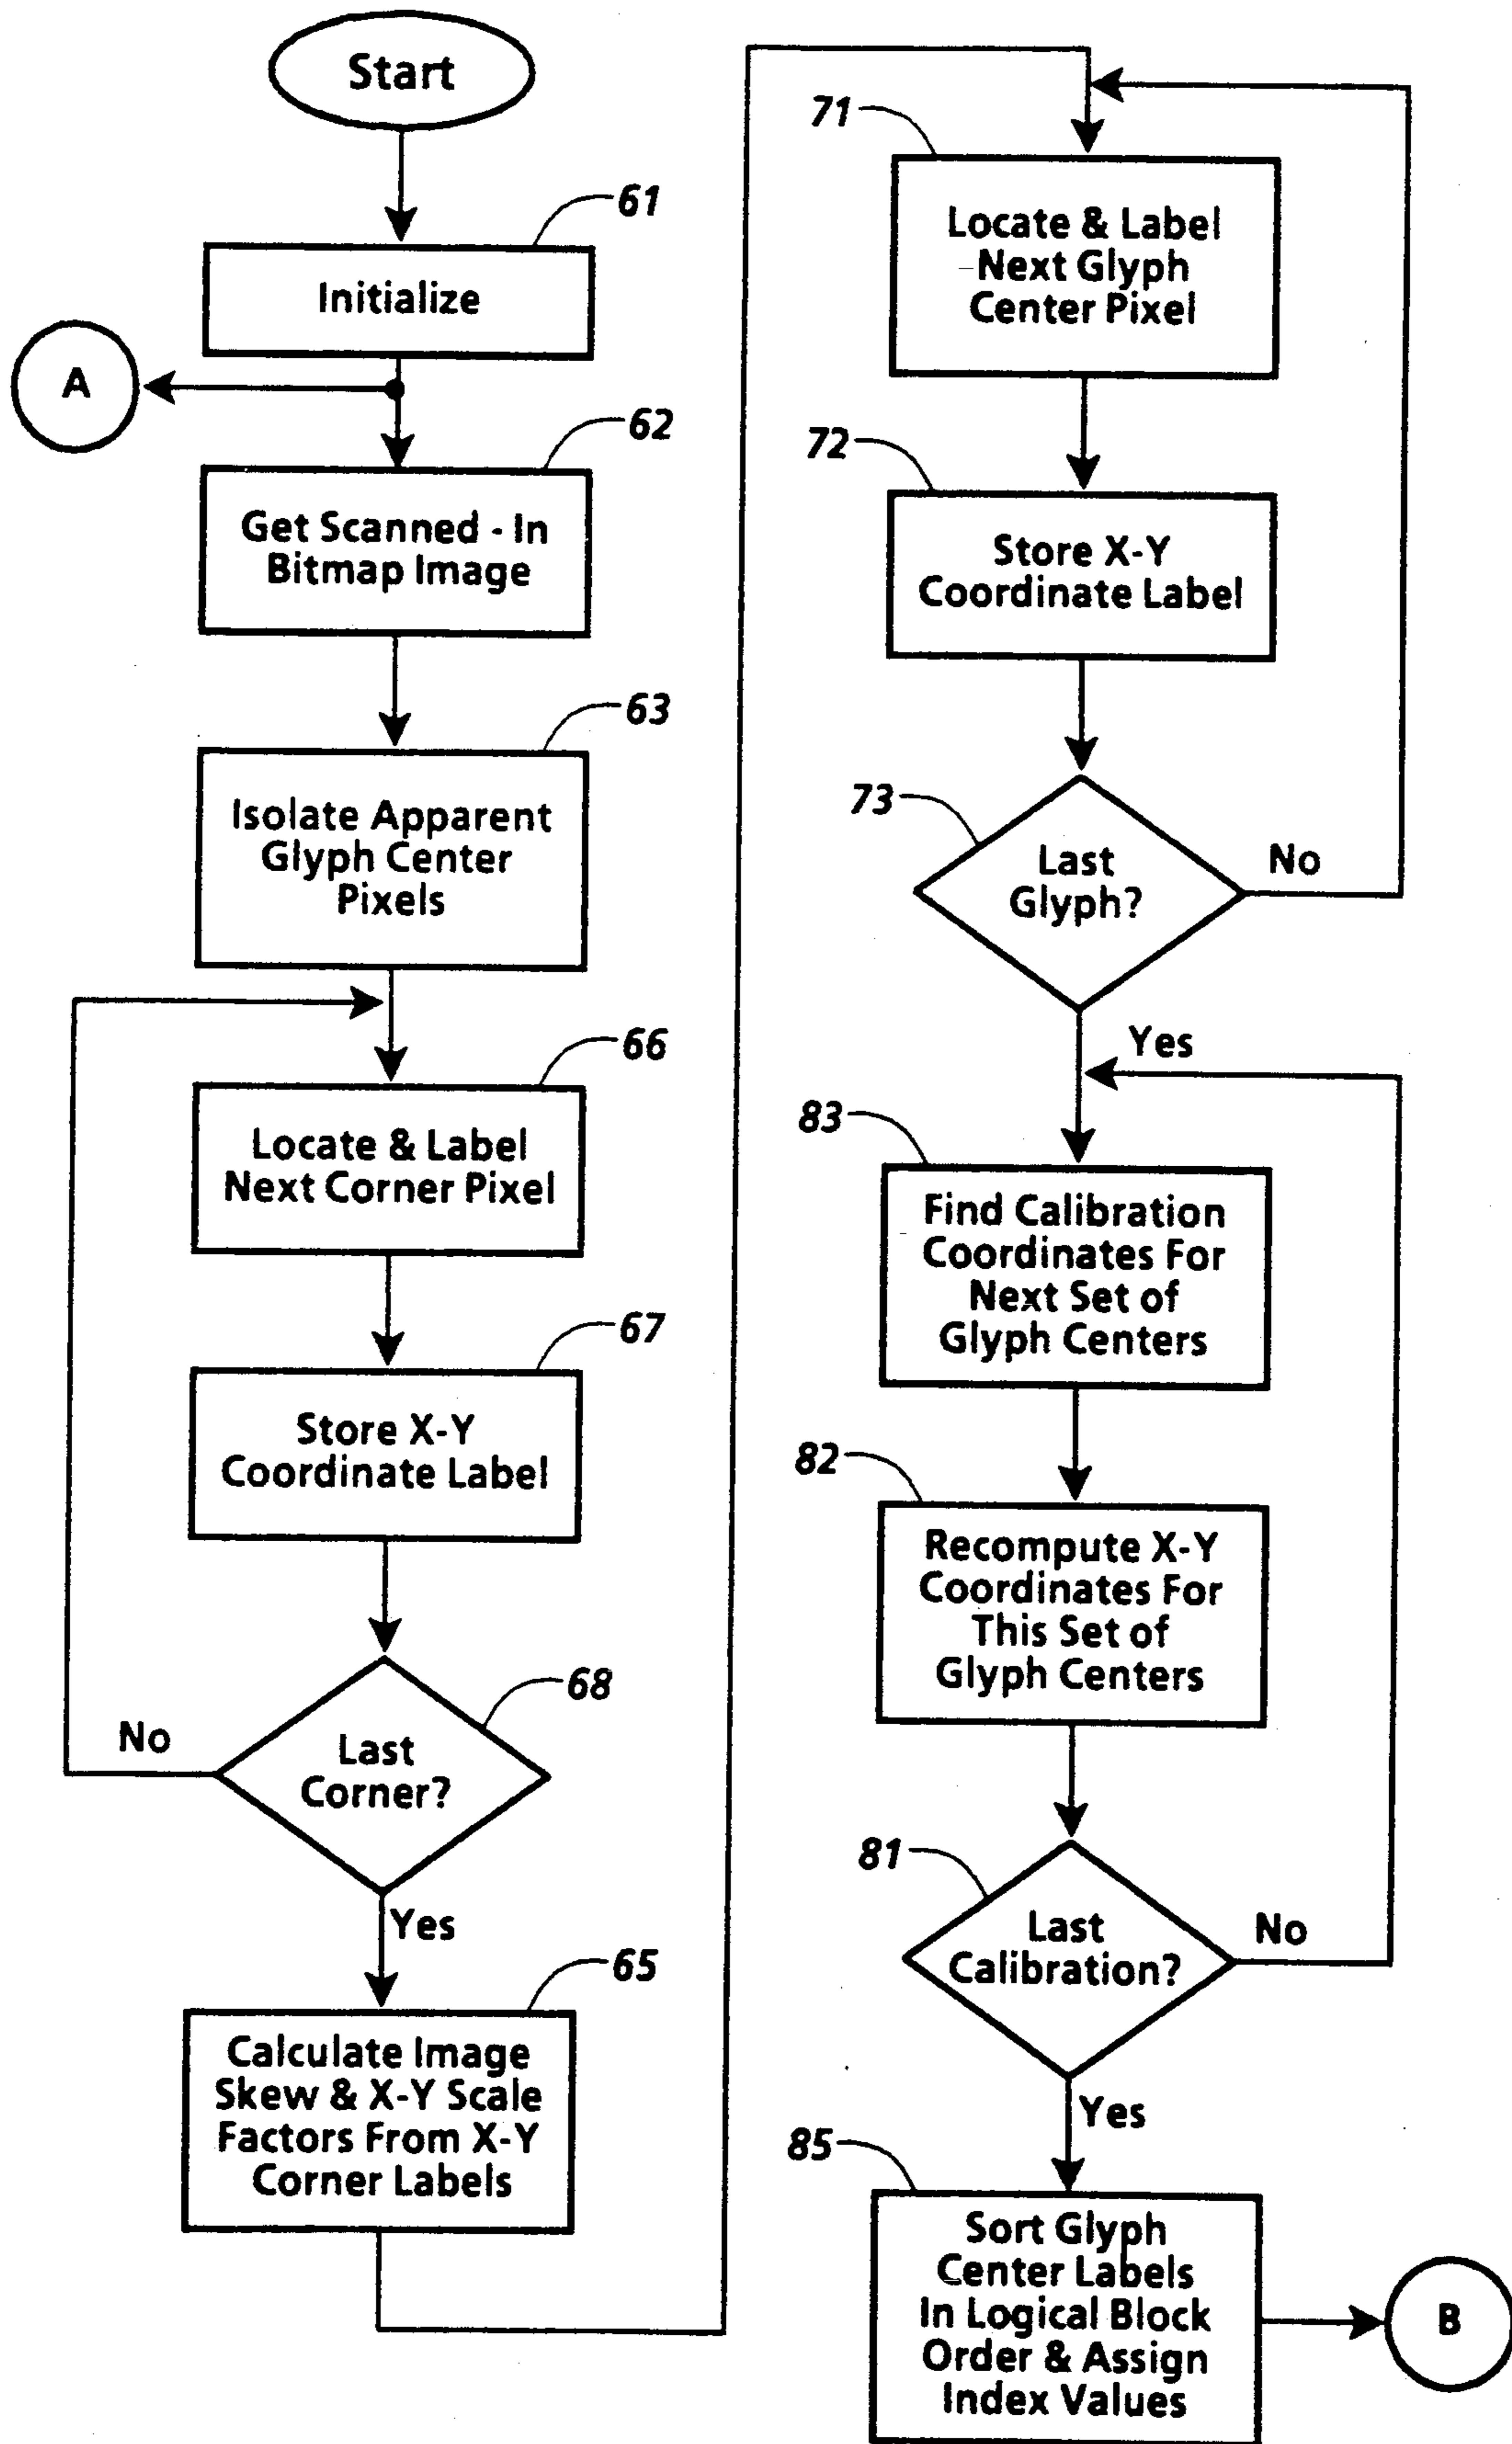 Start
61
Initialize
A
62
Get Scanned - In
Bitmap Image
63
Isolate Apparent
Glyph Center
Pixels
66
Locate & Label
Next Corner Pixel
67
Store X-Y
Coordinate Label
68
Last
Corner?
No
Yes
65
Calculate Image
Skew & X-Y Scale
Factors From X-Y
Corner Labels
71
Locate & Label
Next Glyph
Center Pixel
72
Store X-Y
Coordinate Label
73
Last
Glyph?
No
Yes
83
Find Calibration
Coordinates For
Next Set of
Glyph Centers
82
Recompute X-Y
Coordinates For
This Set of
Glyph Centers
81
Last
Calibration?
No
Yes
85
Sort Glyph
Center Labels
In Logical Block
Order & Assign
Index Values
B